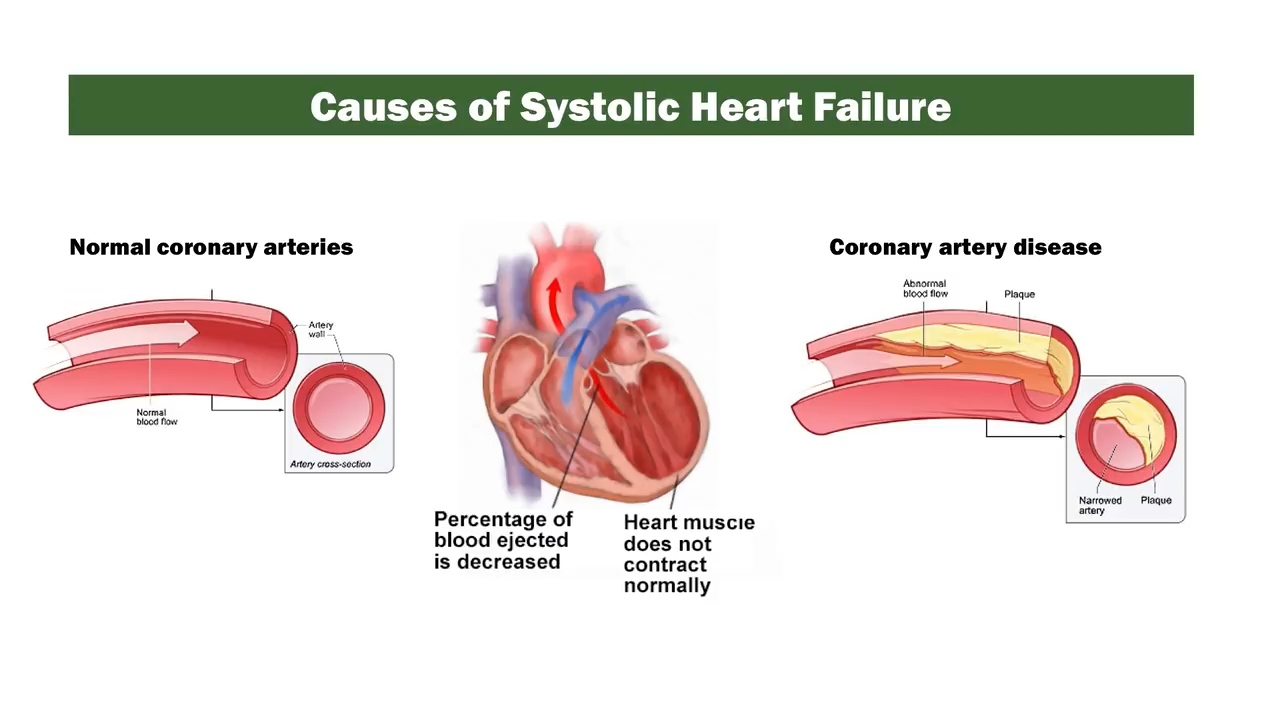 Causes of Systolic Heart Failure
Normal coronary arteries
Artery
wall
Normal
blood flow
Artery cross-section
Percentage of
blood ejected
is decreased
Heart muscle
does not
contract
normally
Coronary artery disease
Abnormal
blood flow
Plaque
Narrowed
artery
Plaque